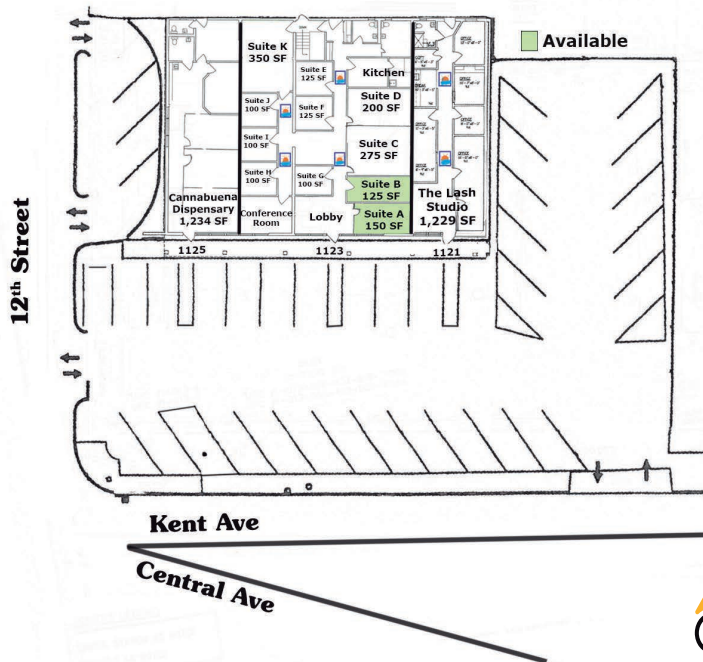 Available
Suite K
350 SF
Suite E
125 SF
Kitchen
Suite J
100 SF
Suite F
125 SF
Suite D
200 SF
Suite I
100 SF
Suite C
275 SF
Suite H
100 SF
Suite G
100 SF
Suite B
125 SF
Cannabuena
Dispensary
1,234 SF
Conference
Room
Lobby
Suite A
150 SF
The Lash
Studio
1,229 SF
1125
1123
1121
12th Street
Kent Ave
Central Ave